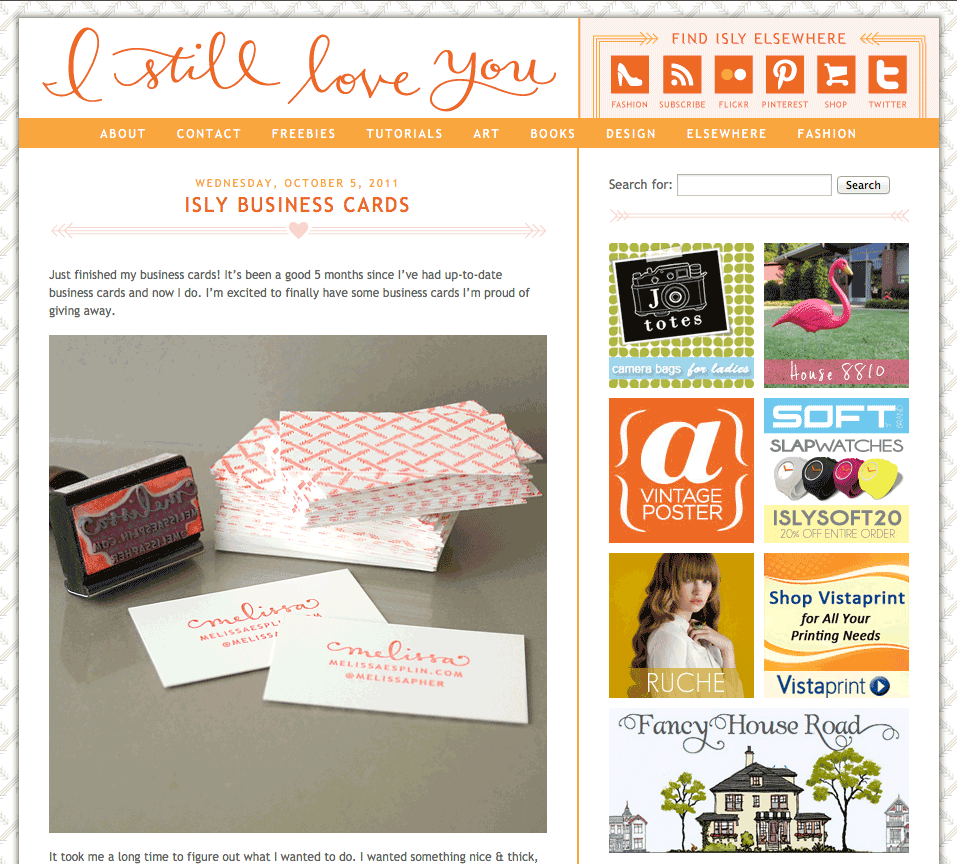 I still love you
FIND ISLY ELSEWHERE
FASHION SUBSCRIBE FLICKR PINTEREST SHOP TWITTER
ABOUT CONTACT FREEBIES TUTORIALS ART BOOKS DESIGN ELSEWHERE FASHION
WEDNESDAY, OCTOBER 5, 2011
ISLY BUSINESS CARDS
Just finished my business cards! It's been a good 5 months since I've had up-to-date
business cards and now I do. I'm excited to finally have some business cards I'm proud of
giving away.
melissa
MELISSAESPLIN.COM
@MELISSAPHER
melissa
MELISSAESPLIN.COM
@MELISSAPHER
melissa
MELISSAESPLIN.COM
@MELISSAPHER
It took me a long time to figure out what I wanted to do. I wanted something nice & thick,
Search for: Search
JO
totes
camera bags for ladies
House 8810
a
VINTAGE
POSTER
SOFT
BRAND
SLAPWATCHES
ISLYSOFT20
20% OFF ENTIRE ORDER
RUCHE
Shop Vistaprint
for All Your
Printing Needs
Vistaprint
FANCY HOUSE ROAD